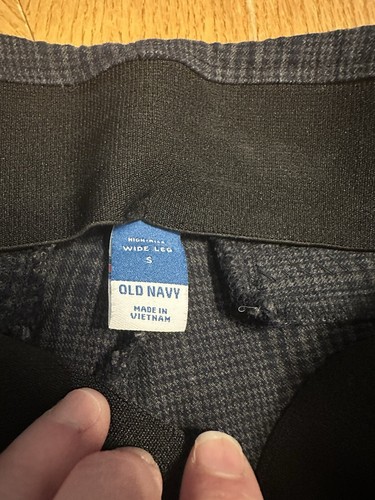 HIGH-RISE
WIDE LEG
S
OLD NAVY
MADE IN
VIETNAM